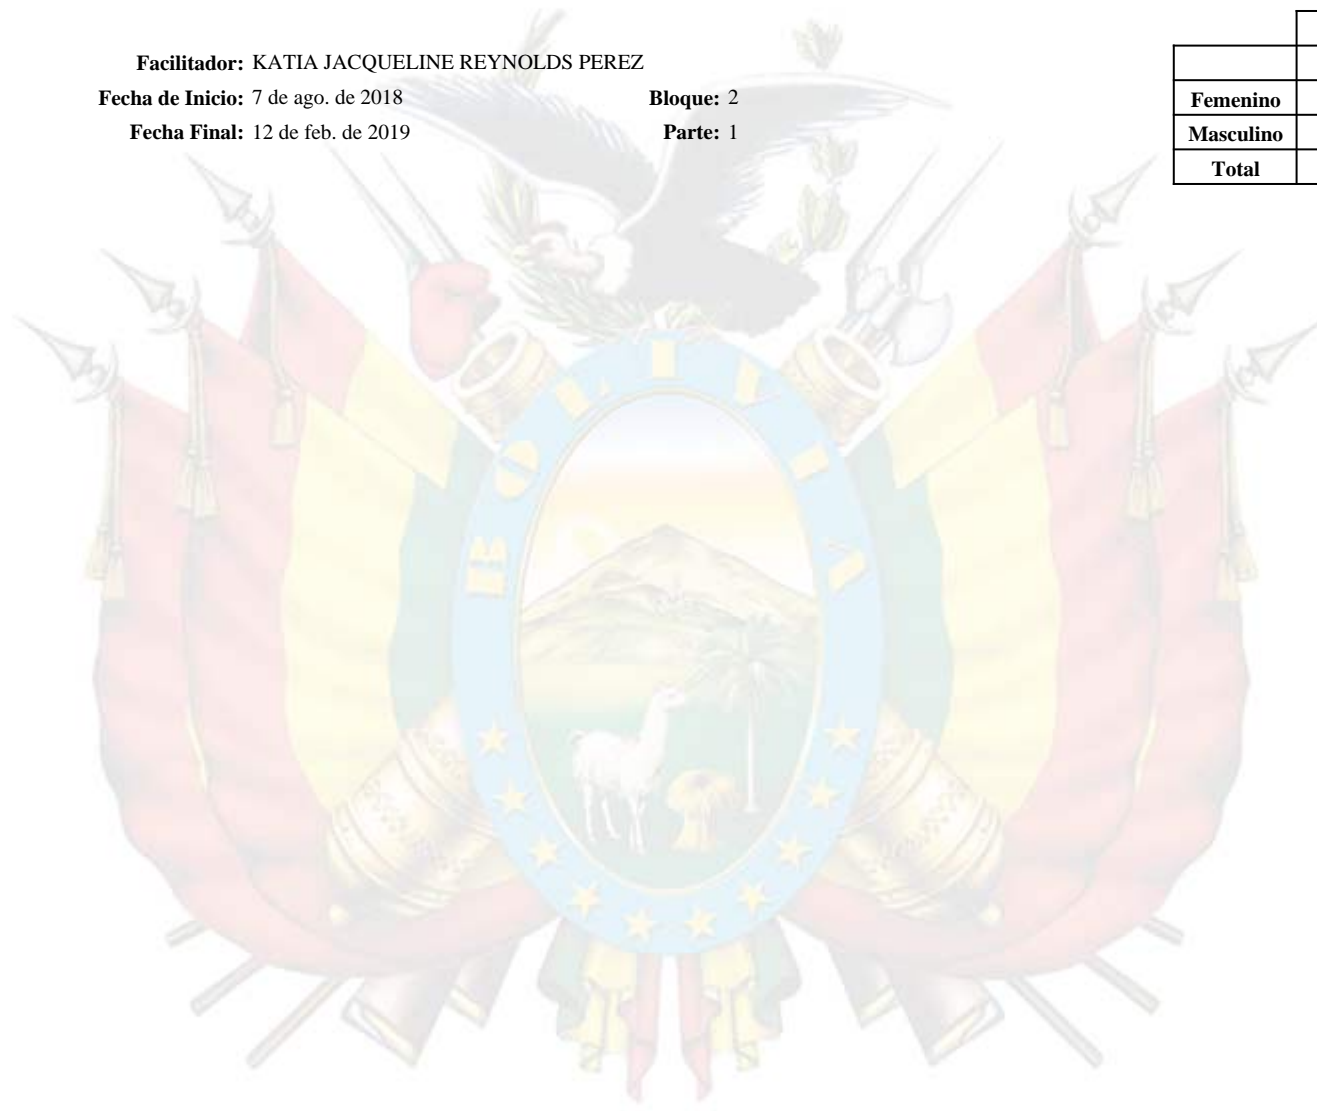 Facilitador: KATIA JACQUELINE REYNOLDS PEREZ
Fecha de Inicio: 7 de ago. de 2018 Bloque: 2
Fecha Final: 12 de feb. de 2019 Parte: 1
Femenino
Masculino
Total
BOLIVIA